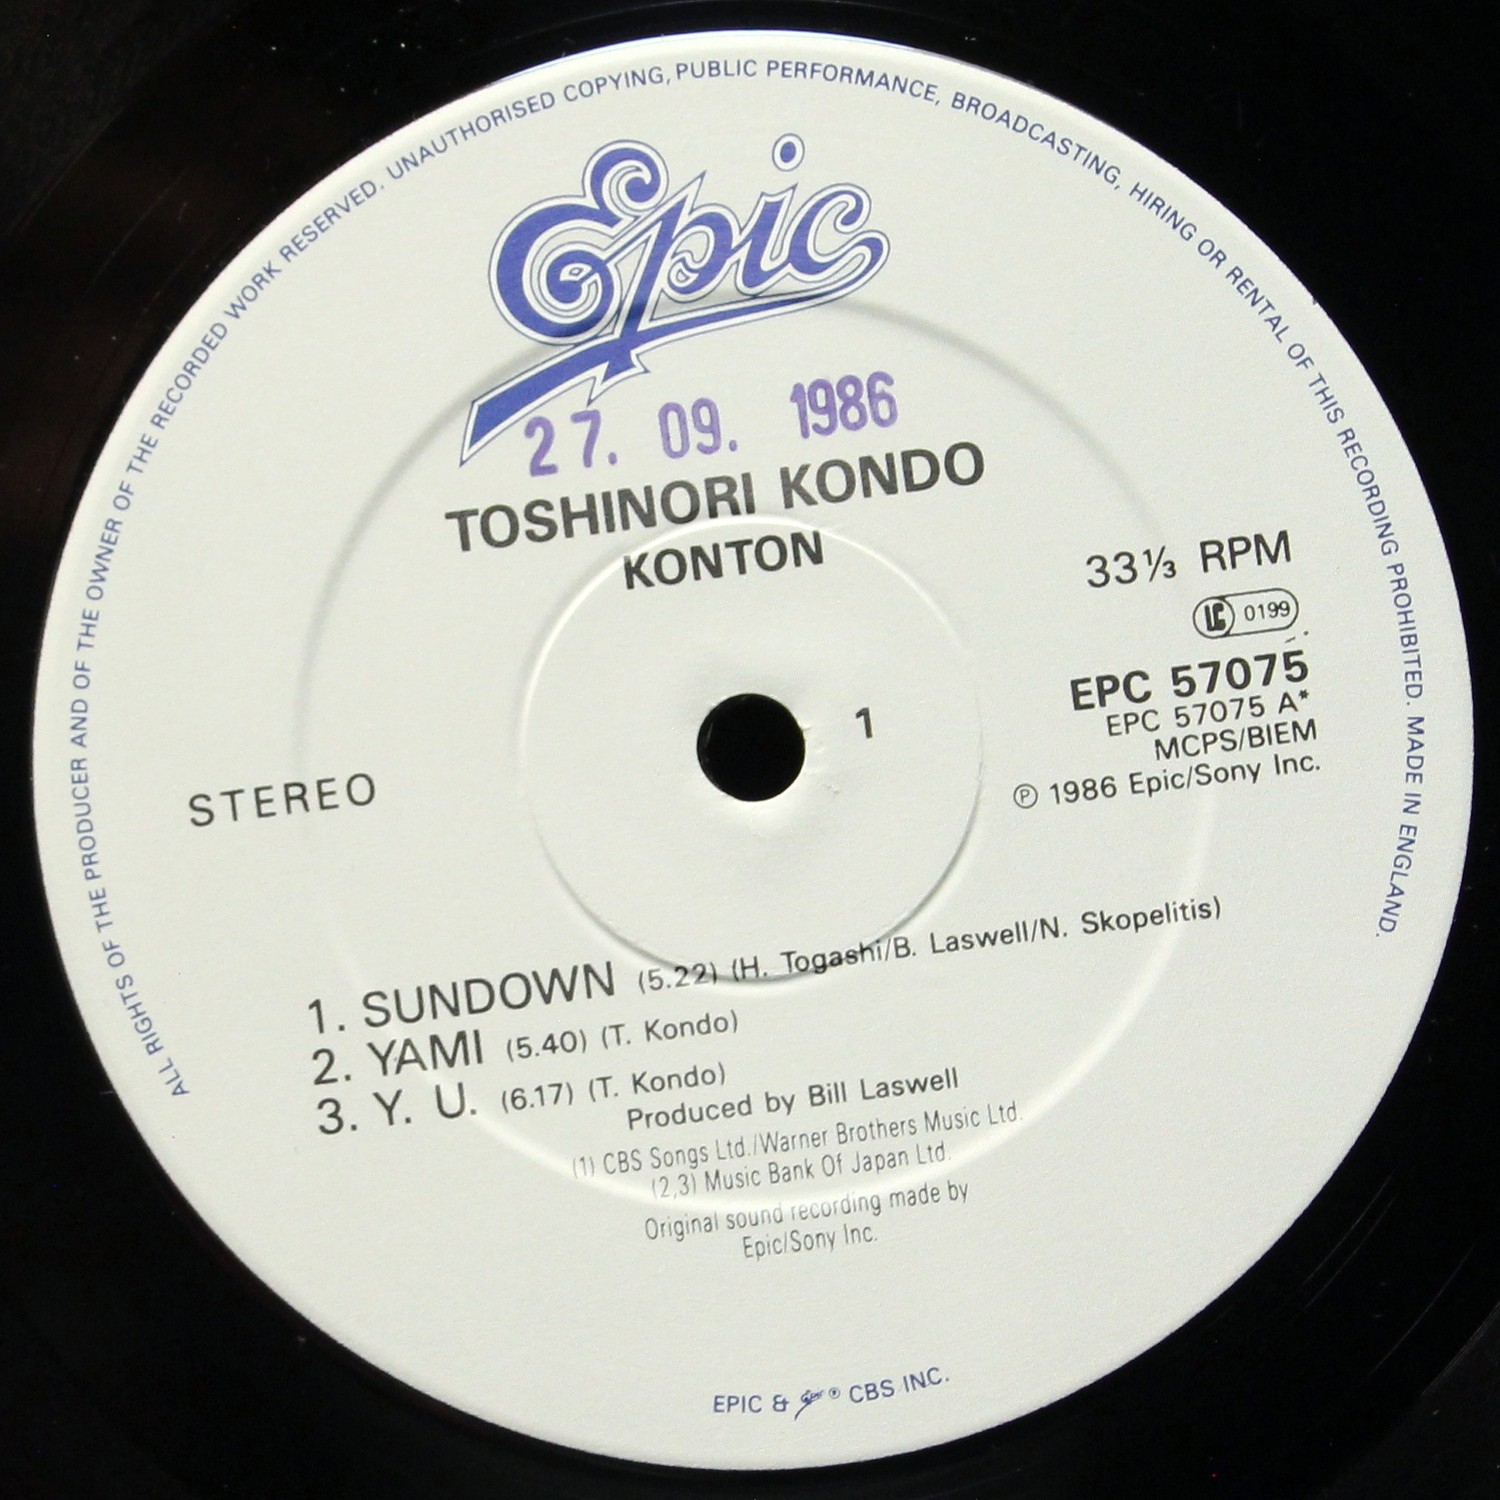 ALL RIGHTS OF THE PRODUCER AND OF THE OWNER OF THE RECORDED WORK RESERVED. UNAUTHORISED COPYING, PUBLIC PERFORMANCE, BROADCASTING, HIRING OR RENTAL OF THIS RECORDING PROHIBITED. MADE IN ENGLAND.
Epic
27. 09. 1986
TOSHINORI KONDO
KONTON
33⅓ RPM
LC 0199
1
EPC 57075
EPC 57075 A*
MCPS/BIEM
℗ 1986 Epic/Sony Inc.
STEREO
1. SUNDOWN (5.22) (H. Togashi/B. Laswell/N. Skopelitis)
2. YAMI (5.40) (T. Kondo)
3. Y. U. (6.17) (T. Kondo)
Produced by Bill Laswell
(1) CBS Songs Ltd./Warner Brothers Music Ltd.
(2,3) Music Bank Of Japan Ltd.
Original sound recording made by
Epic/Sony Inc.
EPIC & Epic ® CBS INC.